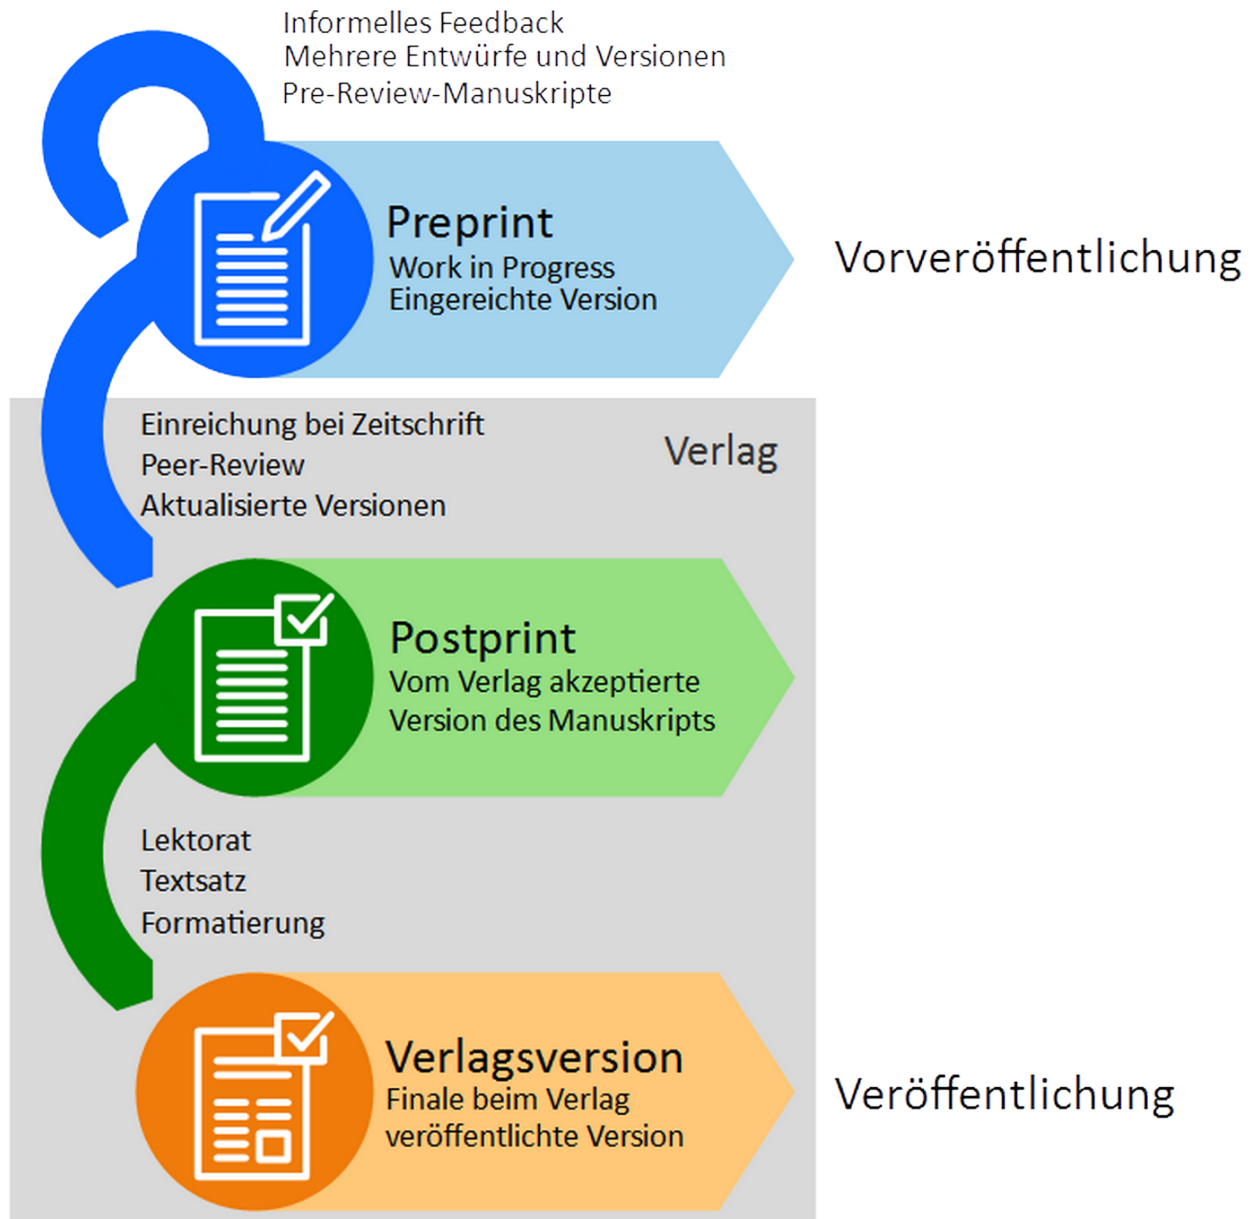 Informelles Feedback
Mehrere Entwürfe und Versionen
Pre-Review-Manuskripte
Preprint
Work in Progress
Eingereichte Version
Vorveröffentlichung
Einreichung bei Zeitschrift
Peer-Review
Aktualisierte Versionen
Verlag
Postprint
Vom Verlag akzeptierte
Version des Manuskripts
Lektorat
Textsatz
Formatierung
Verlagsversion
Finale beim Verlag
veröffentlichte Version
Veröffentlichung